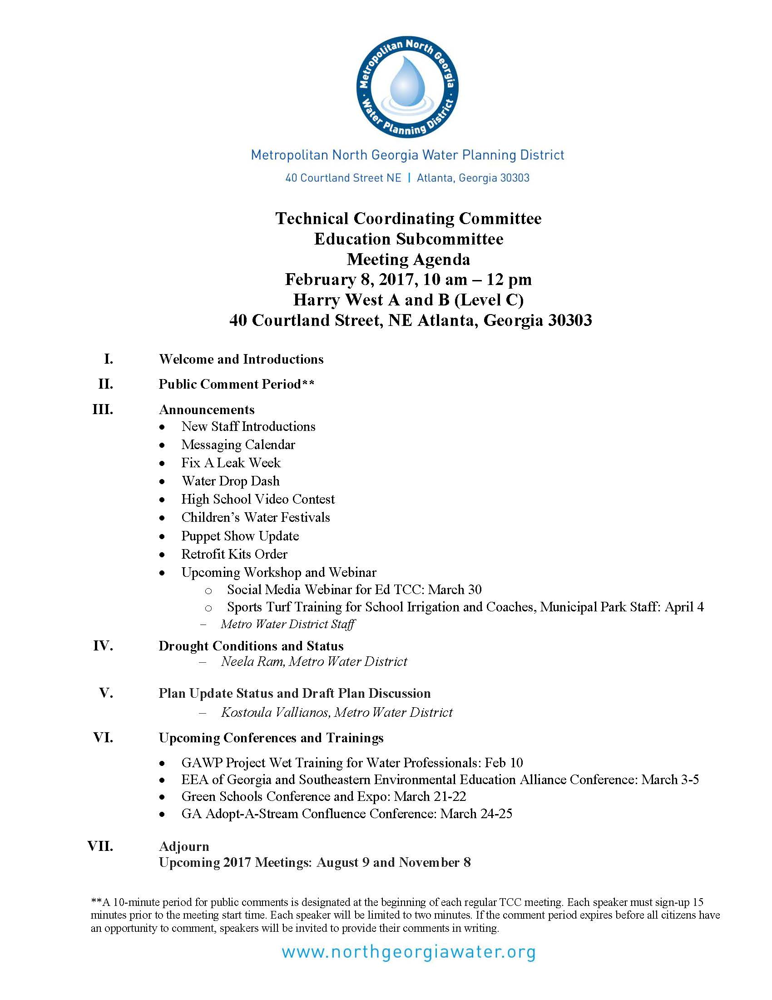 Metropolitan North Georgia
· Water Planning District ·
Metropolitan North Georgia Water Planning District
40 Courtland Street NE | Atlanta, Georgia 30303
Technical Coordinating Committee
Education Subcommittee
Meeting Agenda
February 8, 2017, 10 am – 12 pm
Harry West A and B (Level C)
40 Courtland Street, NE Atlanta, Georgia 30303
I. Welcome and Introductions
II. Public Comment Period**
III. Announcements
• New Staff Introductions
• Messaging Calendar
• Fix A Leak Week
• Water Drop Dash
• High School Video Contest
• Children’s Water Festivals
• Puppet Show Update
• Retrofit Kits Order
• Upcoming Workshop and Webinar
o Social Media Webinar for Ed TCC: March 30
o Sports Turf Training for School Irrigation and Coaches, Municipal Park Staff: April 4
– Metro Water District Staff
IV. Drought Conditions and Status
– Neela Ram, Metro Water District
V. Plan Update Status and Draft Plan Discussion
– Kostoula Vallianos, Metro Water District
VI. Upcoming Conferences and Trainings
• GAWP Project Wet Training for Water Professionals: Feb 10
• EEA of Georgia and Southeastern Environmental Education Alliance Conference: March 3-5
• Green Schools Conference and Expo: March 21-22
• GA Adopt-A-Stream Confluence Conference: March 24-25
VII. Adjourn
Upcoming 2017 Meetings: August 9 and November 8
**A 10-minute period for public comments is designated at the beginning of each regular TCC meeting. Each speaker must sign-up 15
minutes prior to the meeting start time. Each speaker will be limited to two minutes. If the comment period expires before all citizens have
an opportunity to comment, speakers will be invited to provide their comments in writing.
www.northgeorgiawater.org